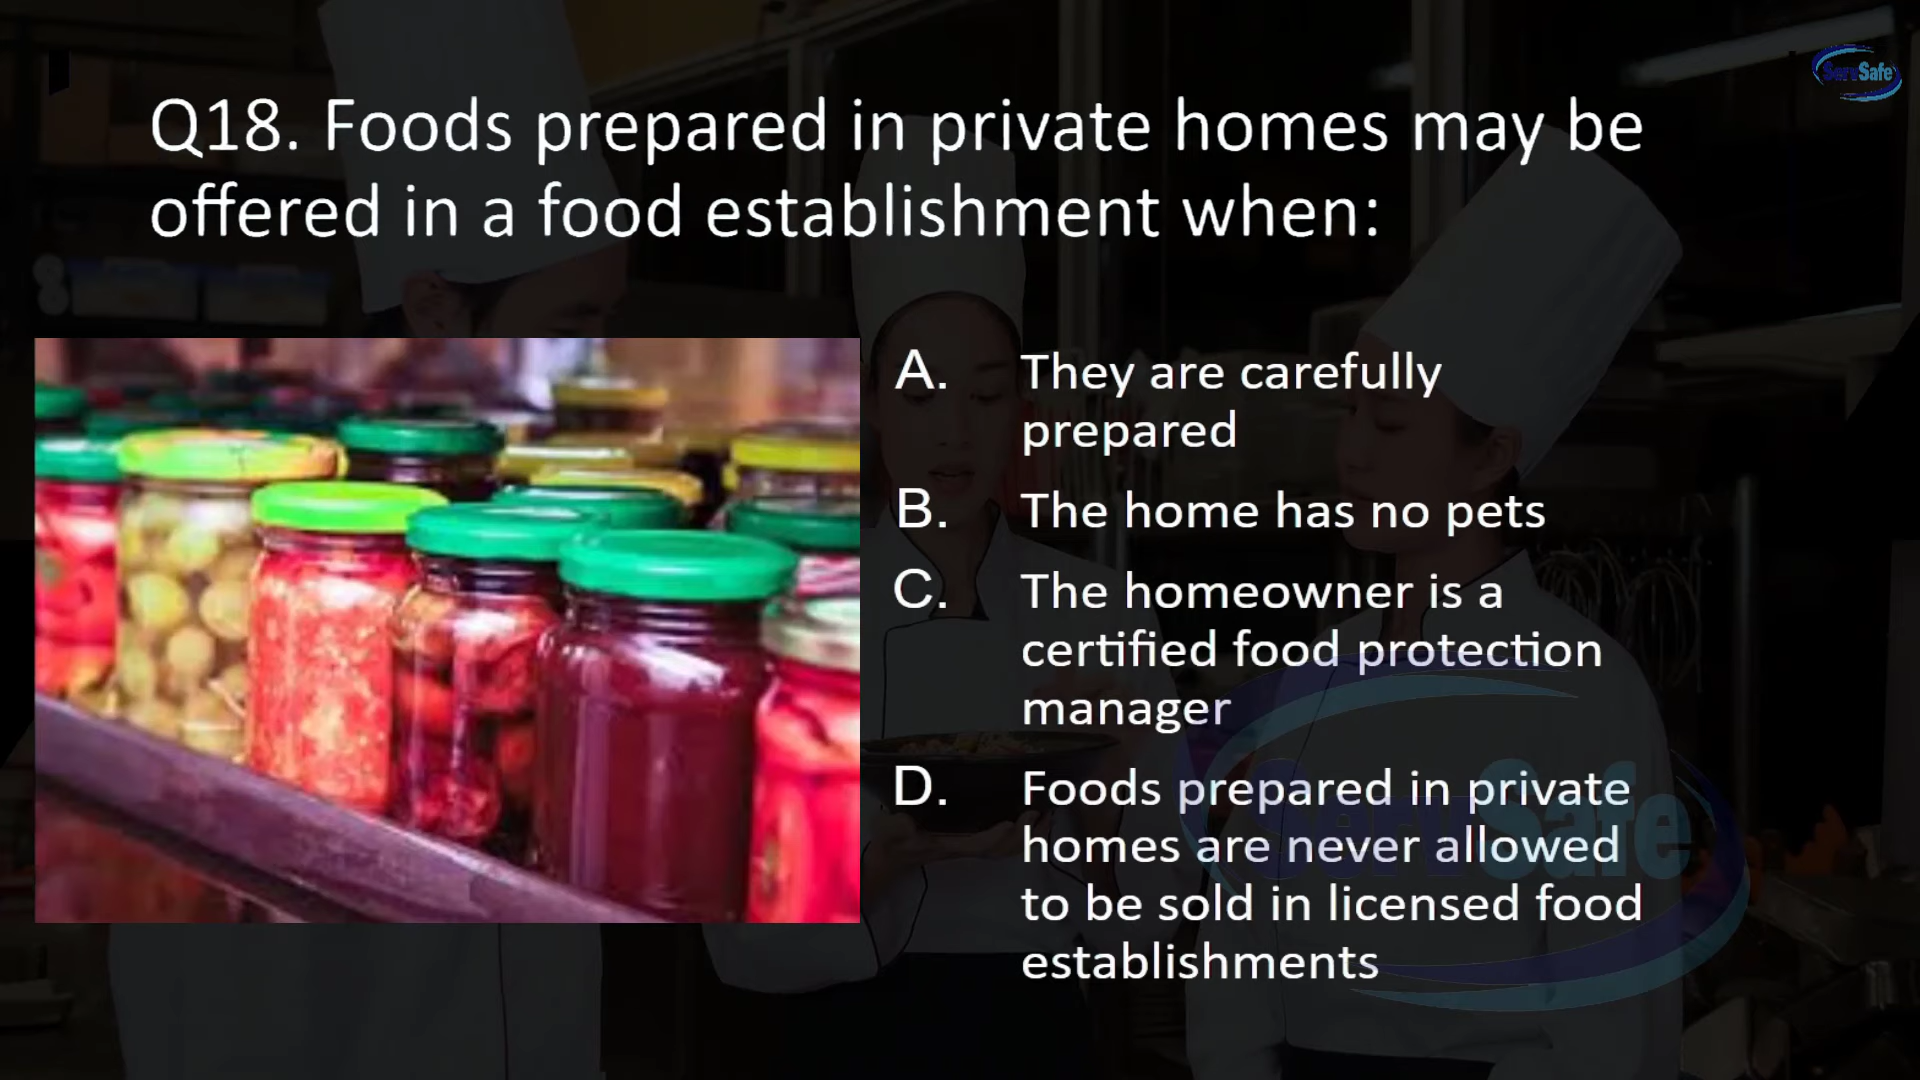 ServSafe
Q18. Foods prepared in private homes may be
offered in a food establishment when:
A. They are carefully
prepared
B. The home has no pets
C. The homeowner is a
certified food protection
manager
D. Foods prepared in private
homes are never allowed
to be sold in licensed food
establishments
ServSafe